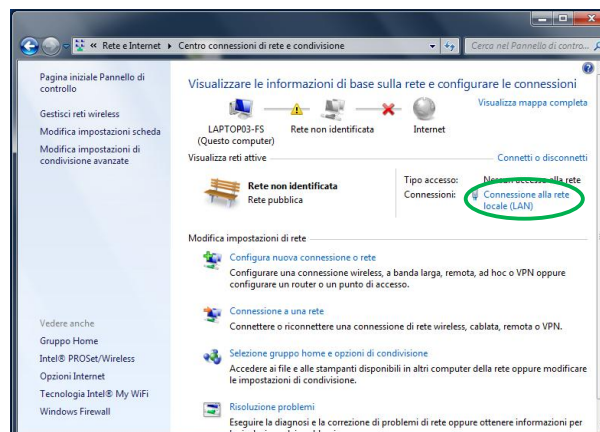 « Rete e Internet ▸ Centro connessioni di rete e condivisione
Cerca nel Pannello di contro...
Pagina iniziale Pannello di
controllo
Gestisci reti wireless
Modifica impostazioni scheda
Modifica impostazioni di
condivisione avanzate
Visualizzare le informazioni di base sulla rete e configurare le connessioni
Visualizza mappa completa
LAPTOP03-FS
(Questo computer)
Rete non identificata
Internet
Visualizza reti attive
Connetti o disconnetti
Rete non identificata
Rete pubblica
Tipo accesso: Nessun accesso alla rete
Connessioni: Connessione alla rete
locale (LAN)
Modifica impostazioni di rete
Configura nuova connessione o rete
Configurare una connessione wireless, a banda larga, remota, ad hoc o VPN oppure
configurare un router o un punto di accesso.
Connessione a una rete
Connettere o riconnettere una connessione di rete wireless, cablata, remota o VPN.
Selezione gruppo home e opzioni di condivisione
Accedere ai file e alle stampanti disponibili in altri computer della rete oppure modificare
le impostazioni di condivisione.
Risoluzione problemi
Eseguire la diagnosi e la correzione di problemi di rete oppure ottenere informazioni per
Vedere anche
Gruppo Home
Intel® PROSet/Wireless
Opzioni Internet
Tecnologia Intel® My WiFi
Windows Firewall